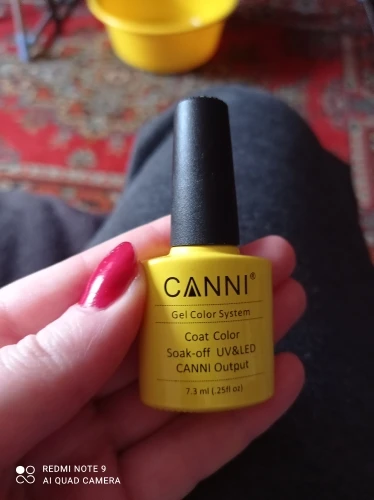 CANNI®
Gel Color System
Coat Color
Soak-off UV&LED
CANNI Output
7.3 ml (.25fl oz)
REDMI NOTE 9
AI QUAD CAMERA